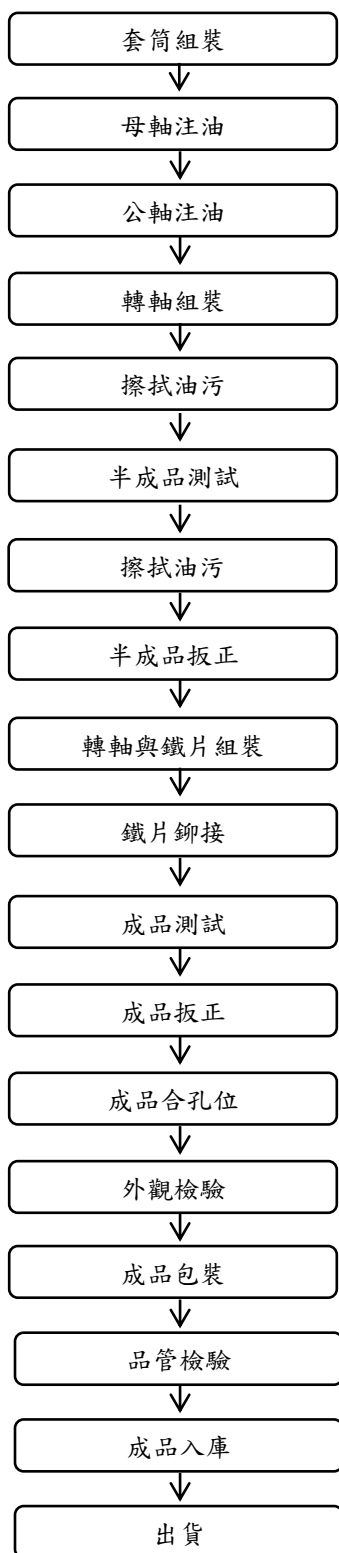 套筒組裝
母軸注油
公軸注油
轉軸組裝
擦拭油污
半成品測試
擦拭油污
半成品扳正
轉軸與鐵片組裝
鐵片鉚接
成品測試
成品扳正
成品合孔位
外觀檢驗
成品包裝
品管檢驗
成品入庫
出貨